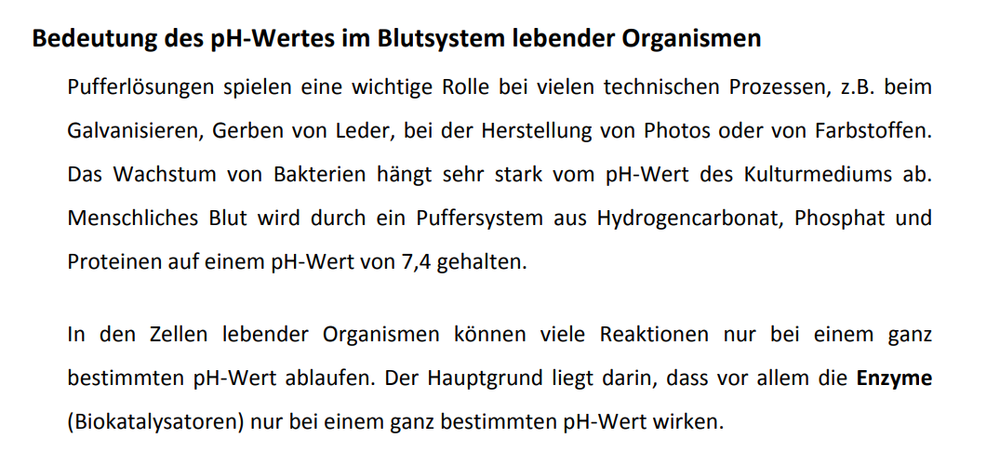 Bedeutung des pH-Wertes im Blutsystem lebender Organismen
Pufferlösungen spielen eine wichtige Rolle bei vielen technischen Prozessen, z.B. beim
Galvanisieren, Gerben von Leder, bei der Herstellung von Photos oder von Farbstoffen.
Das Wachstum von Bakterien hängt sehr stark vom pH-Wert des Kulturmediums ab.
Menschliches Blut wird durch ein Puffersystem aus Hydrogencarbonat, Phosphat und
Proteinen auf einem pH-Wert von 7,4 gehalten.
In den Zellen lebender Organismen können viele Reaktionen nur bei einem ganz
bestimmten pH-Wert ablaufen. Der Hauptgrund liegt darin, dass vor allem die Enzyme
(Biokatalysatoren) nur bei einem ganz bestimmten pH-Wert wirken.